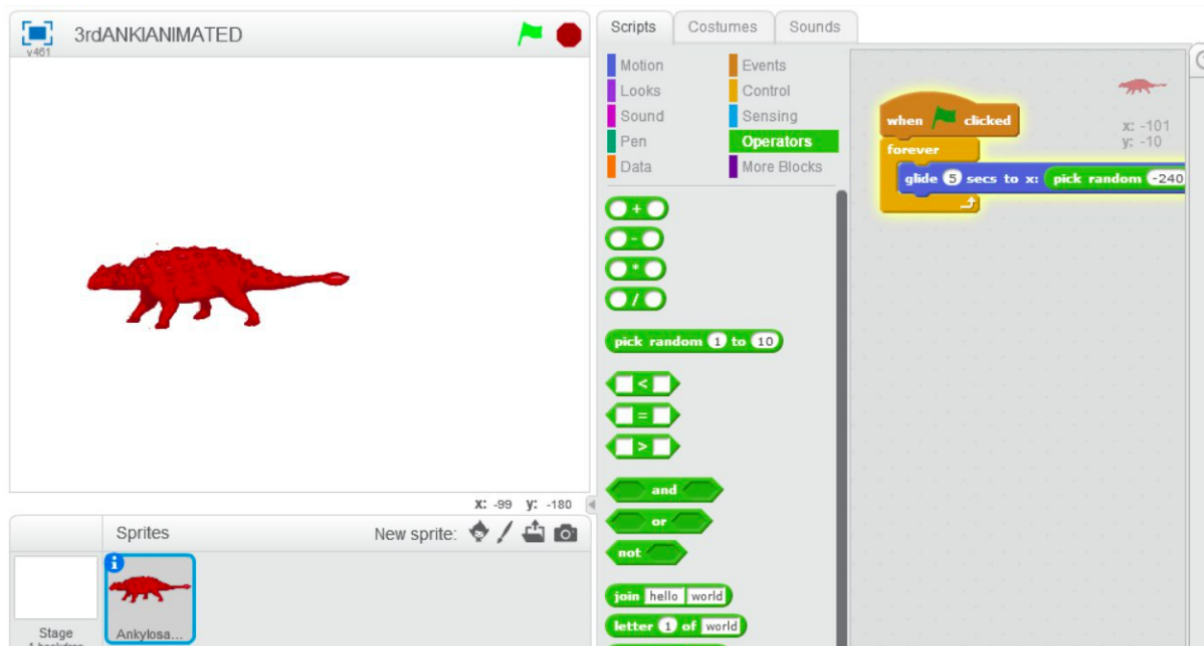 3rdANKIANIMATED
v461
Scripts
Costumes
Sounds
Motion
Events
Looks
Control
Sound
Sensing
Pen
Operators
Data
More Blocks
+
-
*
/
pick random 1 to 10
<
=
>
and
or
not
join hello world
letter 1 of world
when clicked
forever
glide 5 secs to x: pick random -240
x: -101
y: -10
x: -99 y: -180
Sprites
New sprite:
Stage
1 backdrop
Ankylosa...